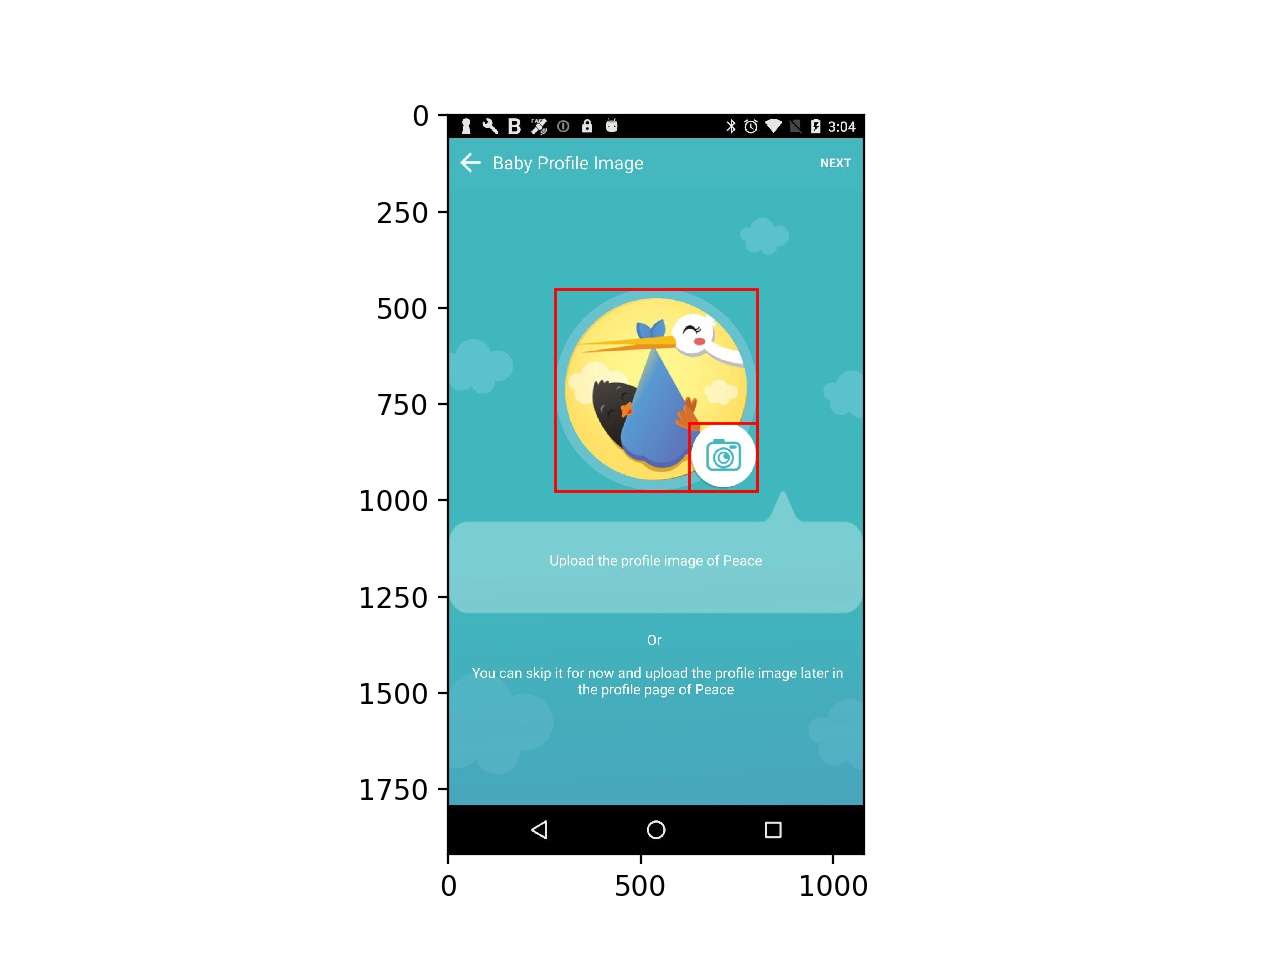 0
250
500
750
1000
1250
1500
1750
3:04
Baby Profile Image
NEXT
Upload the profile image of Peace
Or
You can skip it for now and upload the profile image later in
the profile page of Peace
0
500
1000